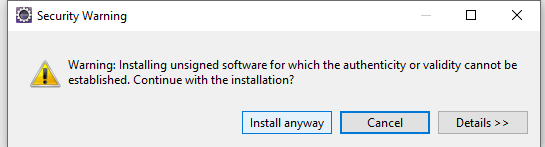 Security Warning
Warning: Installing unsigned software for which the authenticity or validity cannot be
established. Continue with the installation?
Install anyway
Cancel
Details >>